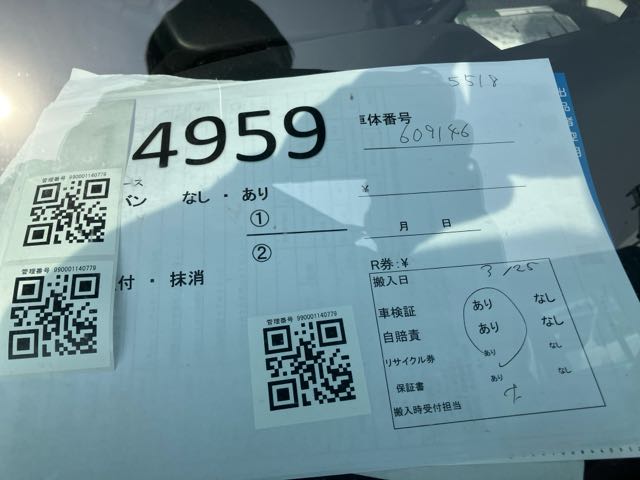 5518
4959
車体番号
609146
管理番号 990001140779
ース
バン なし ・ あり
¥
①
月 日
②
R券:¥
管理番号 990001140779
付 ・ 抹消
搬入日 3/25
車検証 あり なし
自賠責 あり なし
リサイクル券 あり なし
保証書 あり なし
搬入時受付担当
管理番号 990001140779